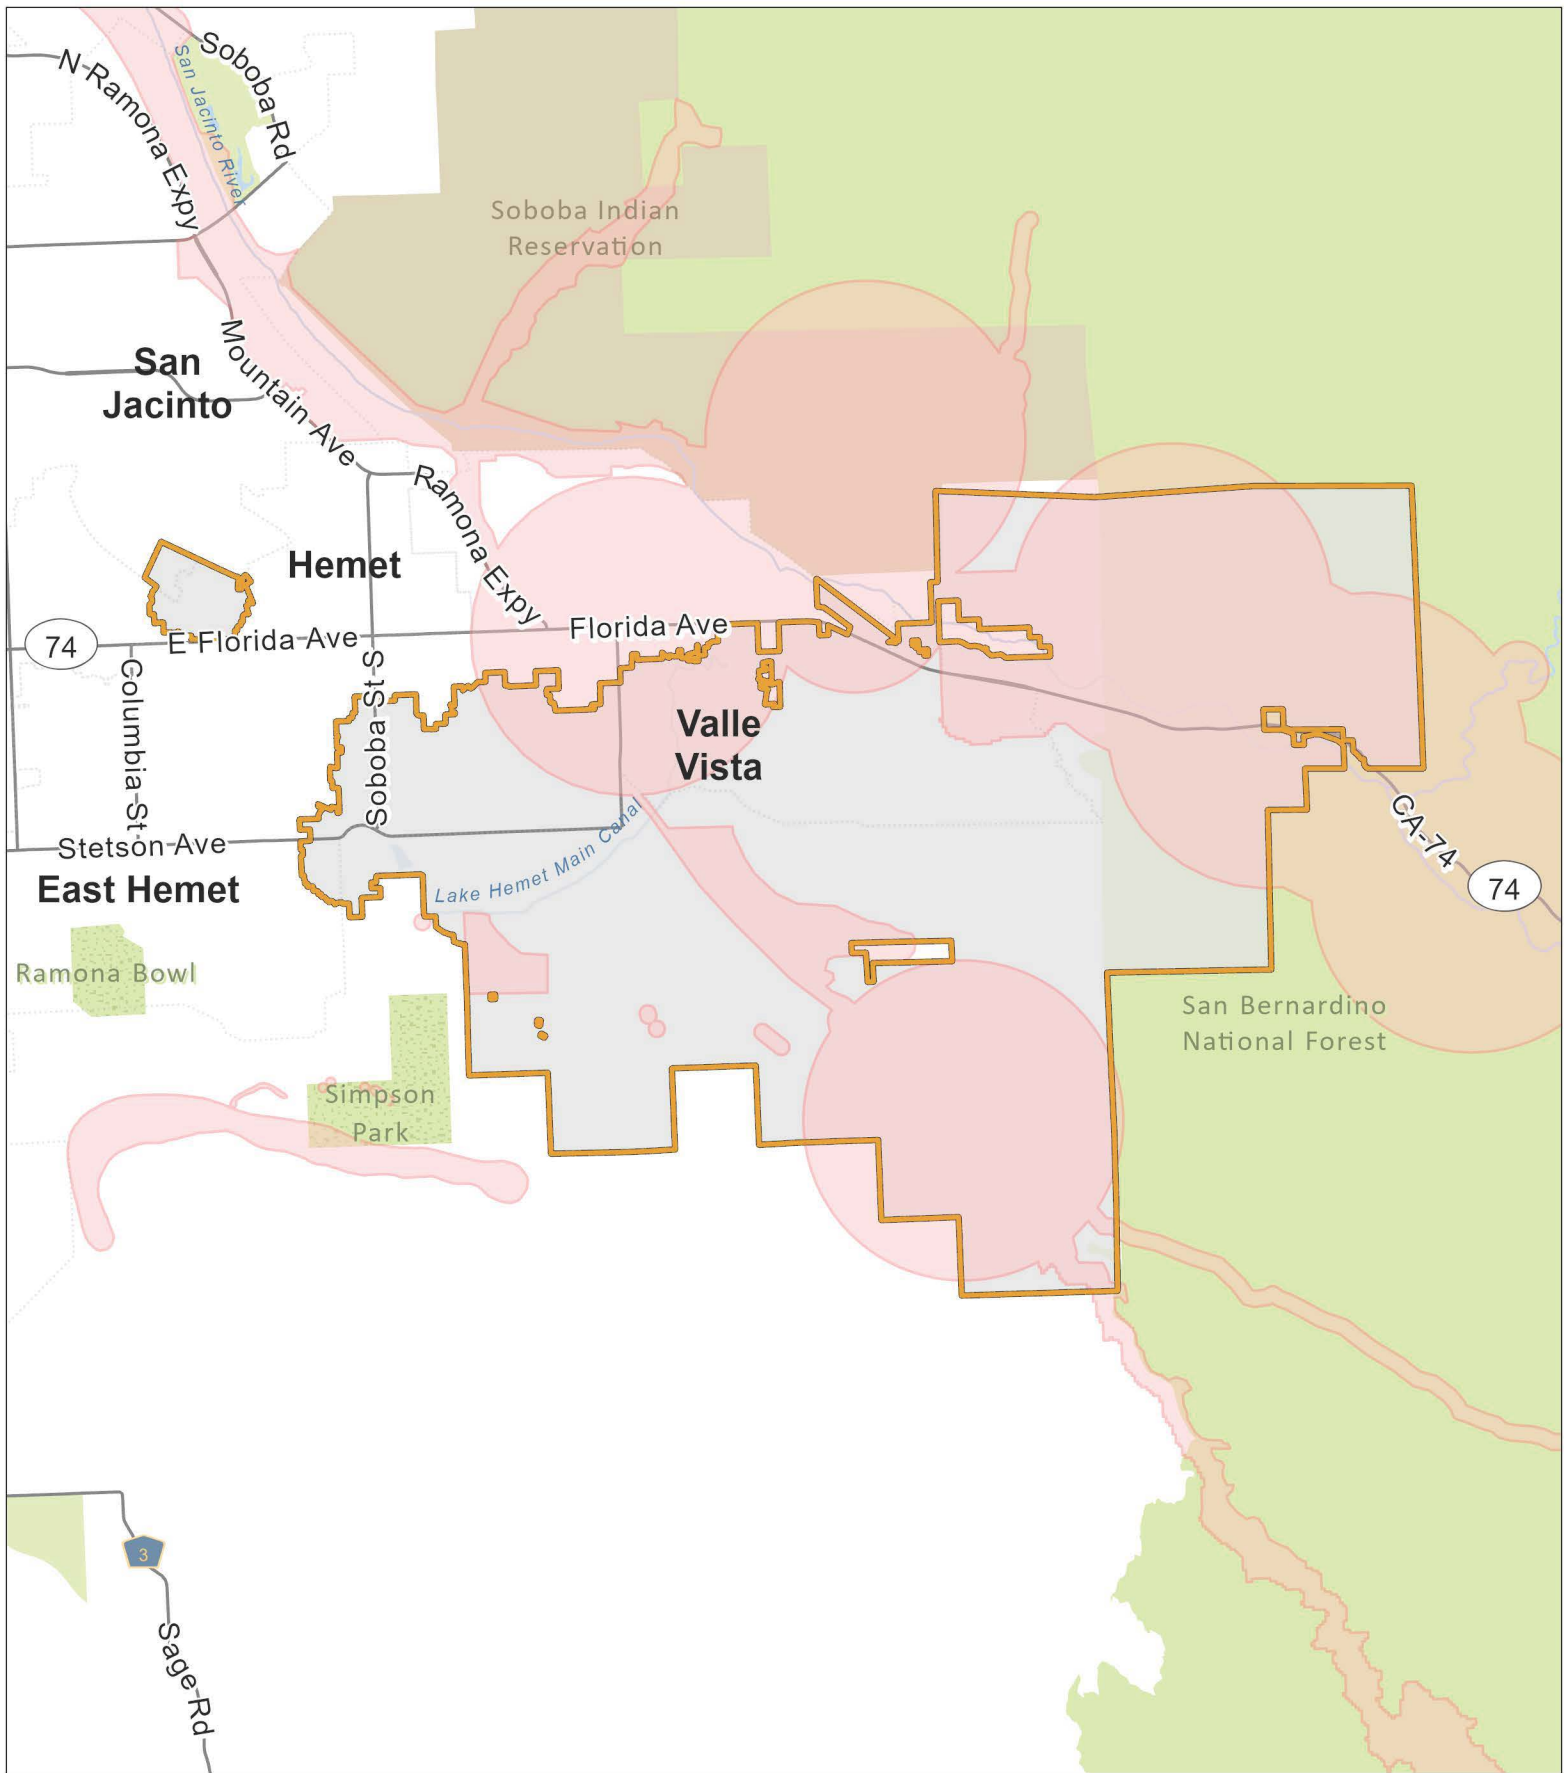 Soboba Rd
N Ramona Expy
San Jacinto River
Soboba Indian
Reservation
San
Jacinto
Mountain Ave
Ramona Expy
Hemet
Florida Ave
E Florida Ave
74
Columbia St
Soboba St S
Valle
Vista
Stetson Ave
East Hemet
Lake Hemet Main Canal
CA-74
74
Ramona Bowl
San Bernardino
National Forest
Simpson
Park
3
Sage Rd